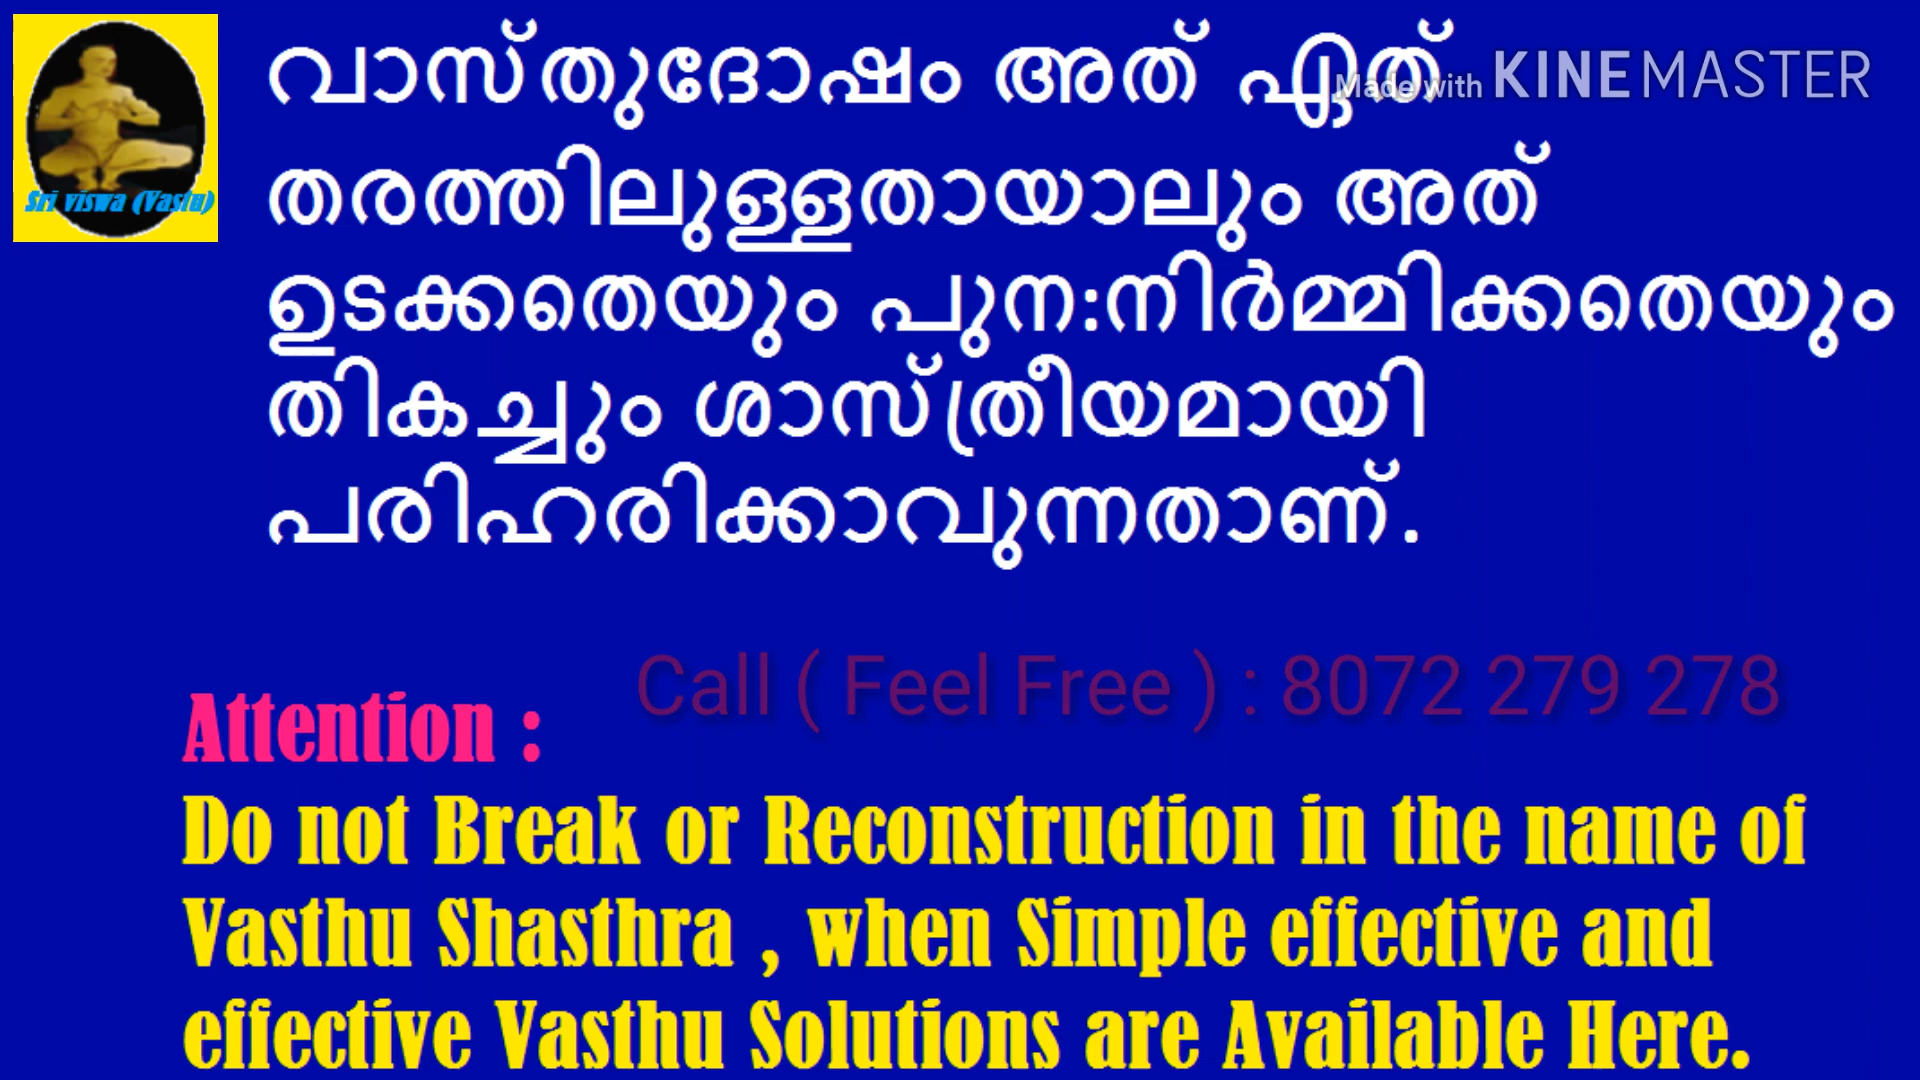 വാസ്തുദോഷം അത് ഏത്
Made with KINEMASTER
Sri viswa (Vastu)
തരത്തിലുള്ളതായാലും അത്
ഉടക്കതെയും പുന:നിർമ്മിക്കതെയും
തികച്ചും ശാസ്ത്രീയമായി
പരിഹരിക്കാവുന്നതാണ്.
Call ( Feel Free ) : 8072 279 278
Attention :
Do not Break or Reconstruction in the name of
Vasthu Shasthra , when Simple effective and
effective Vasthu Solutions are Available Here.